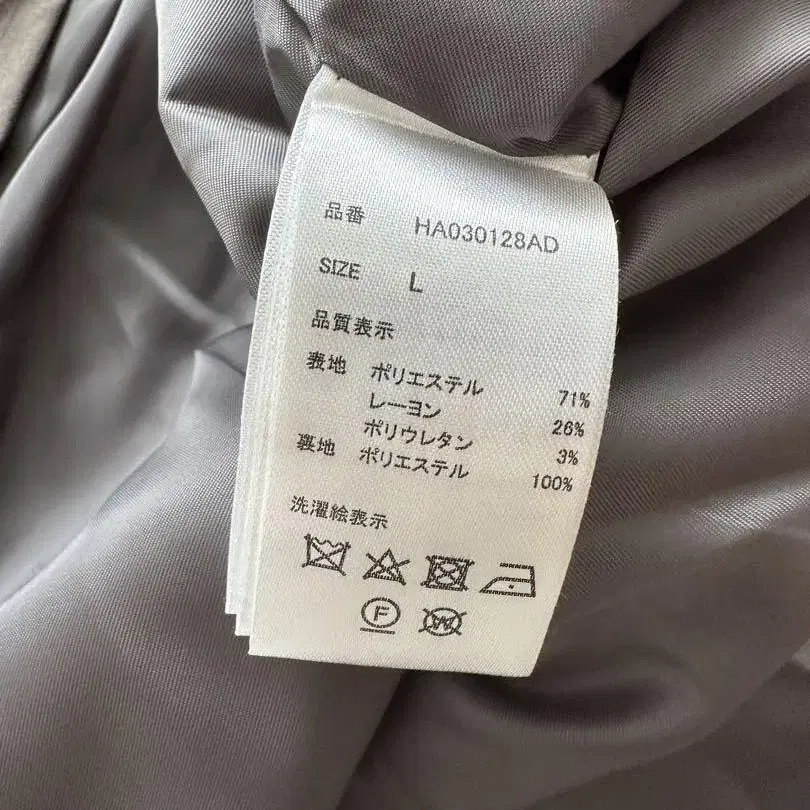 品番 HA030128AD
SIZE L
品質表示
表地 ポリエステル 71%
レーヨン 26%
ポリウレタン 3%
裏地 ポリエステル 100%
洗濯絵表示
F W